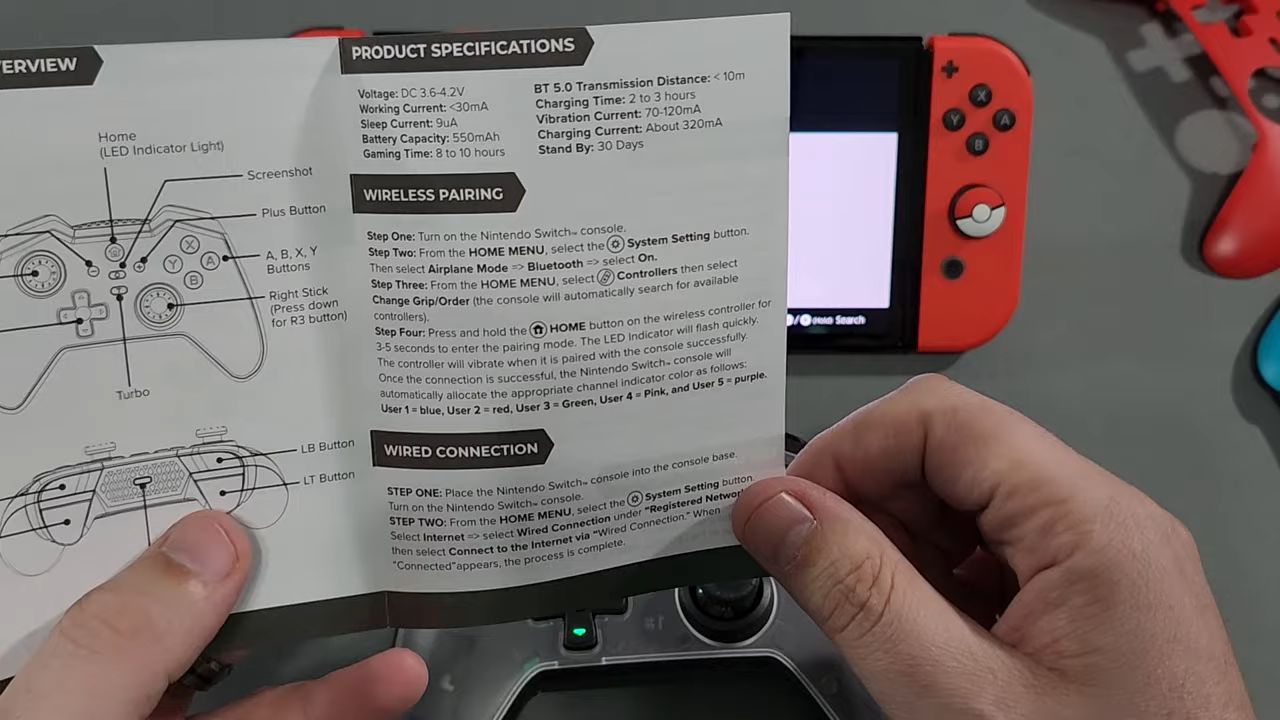 ERVIEW
Home
(LED Indicator Light)
Screenshot
Plus Button
A, B, X, Y
Buttons
Right Stick
(Press down
for R3 button)
Turbo
X
Y
A
B
LB Button
LT Button
PRODUCT SPECIFICATIONS
Voltage: DC 3.6-4.2V
Working Current: <30mA
Sleep Current: 9uA
Battery Capacity: 550mAh
Gaming Time: 8 to 10 hours
BT 5.0 Transmission Distance: < 10m
Charging Time: 2 to 3 hours
Vibration Current: 70-120mA
Charging Current: About 320mA
Stand By: 30 Days
WIRELESS PAIRING
Step One: Turn on the Nintendo Switch™ console.
Step Two: From the HOME MENU, select the System Setting button.
Then select Airplane Mode => Bluetooth => select On.
Step Three: From the HOME MENU, select Controllers then select
Change Grip/Order (the console will automatically search for available
controllers).
Step Four: Press and hold the HOME button on the wireless controller for
3-5 seconds to enter the pairing mode. The LED Indicator will flash quickly.
The controller will vibrate when it is paired with the console successfully.
Once the connection is successful, the Nintendo Switch™ console will
automatically allocate the appropriate channel indicator color as follows:
User 1 = blue, User 2 = red, User 3 = Green, User 4 = Pink, and User 5 = purple.
WIRED CONNECTION
STEP ONE: Place the Nintendo Switch™ console into the console base.
Turn on the Nintendo Switch™ console.
STEP TWO: From the HOME MENU, select the System Setting button.
Select Internet => select Wired Connection under "Registered Networ
then select Connect to the Internet via "Wired Connection." When
"Connected"appears, the process is complete.
X
Y
A
B
(Hold) Search